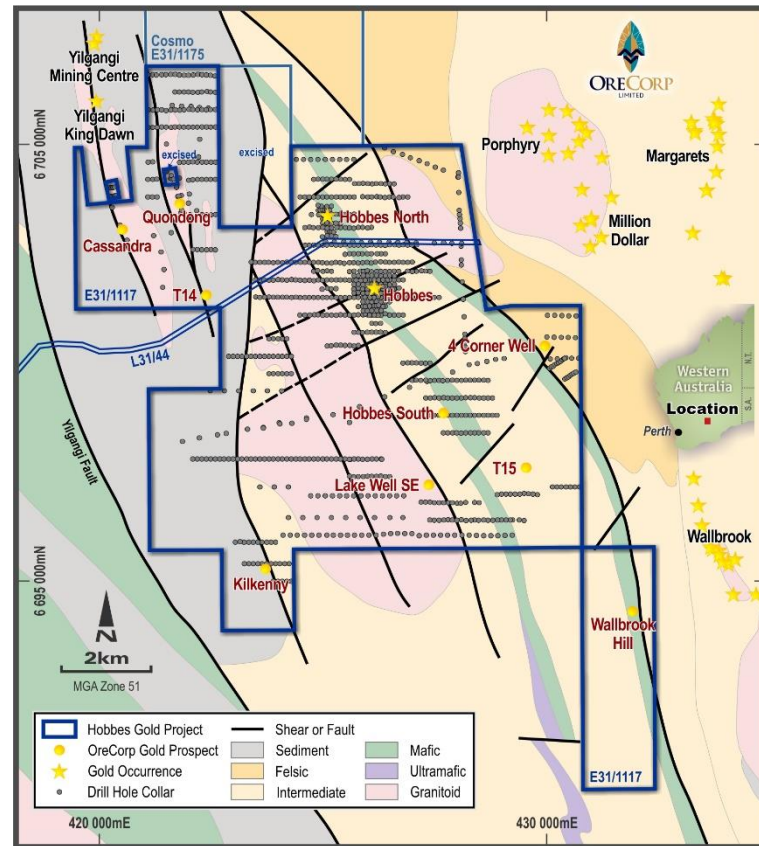 Yilgangi
Mining Centre
Cosmo
E31/1175
ORECORP
LIMITED
Yilgangi
King Dawn
excised
excised
6 705 000mN
Porphyry
Margarets
Quondong
Hobbes North
Million
Dollar
Cassandra
E31/1117
T14
Hobbes
L31/44
4 Corner Well
Western
Australia
N.T.
S.A.
Location
Perth
Hobbes South
Yilgangi Fault
T15
Lake Well SE
Wallbrook
Kilkenny
6 695 000mN
Wallbrook
Hill
N
2km
MGA Zone 51
Hobbes Gold Project
Shear or Fault
OreCorp Gold Prospect
Sediment
Mafic
Gold Occurrence
Felsic
Ultramafic
Drill Hole Collar
Intermediate
Granitoid
E31/1117
420 000mE
430 000mE